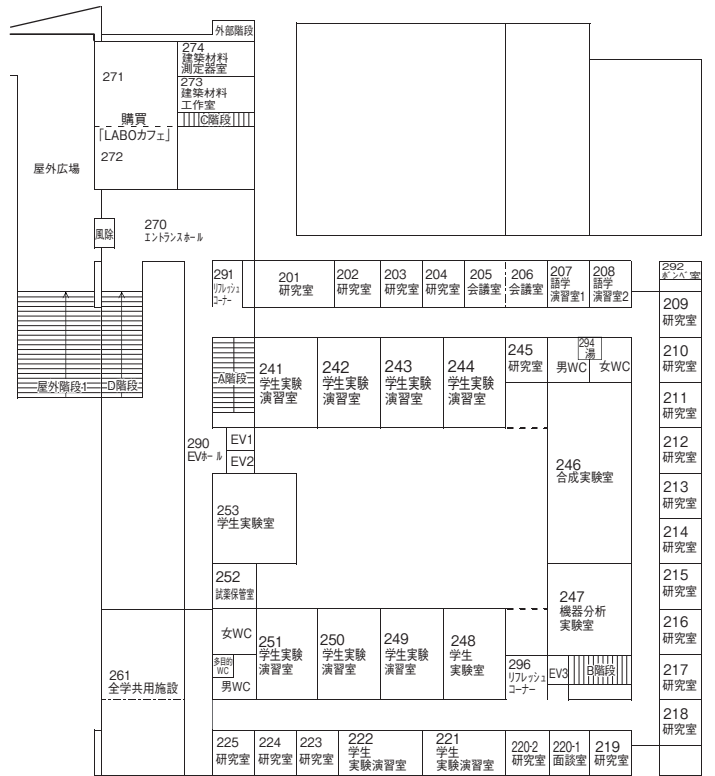 外部階段
274
建築材料
測定器室
273
建築材料
工作室
C階段
271
購買
「LABOカフェ」
272
屋外広場
風除
270
エントランスホール
291
リフレッシュ
コーナー
201
研究室
202
研究室
203
研究室
204
研究室
205
会議室
206
会議室
207
語学
演習室1
208
語学
演習室2
292
ボンベ室
209
研究室
210
研究室
211
研究室
212
研究室
213
研究室
214
研究室
215
研究室
216
研究室
217
研究室
218
研究室
屋外階段1
D階段
A階段
241
学生実験
演習室
242
学生実験
演習室
243
学生実験
演習室
244
学生実験
演習室
245
研究室
294
湯
男WC
女WC
290
EVホール
EV1
EV2
246
合成実験室
253
学生実験室
252
試薬保管室
247
機器分析
実験室
女WC
多目的
WC
男WC
251
学生実験
演習室
250
学生実験
演習室
249
学生実験
演習室
248
学生
実験室
296
リフレッシュ
コーナー
EV3
B階段
261
全学共用施設
225
研究室
224
研究室
223
研究室
222
学生
実験演習室
221
学生
実験演習室
220-2
研究室
220-1
面談室
219
研究室